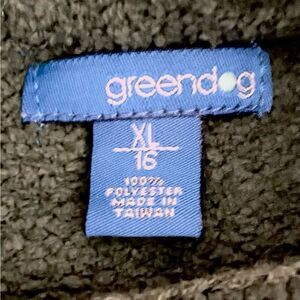 greendog
XL
16
100%
POLYESTER
MADE IN
TAIWAN